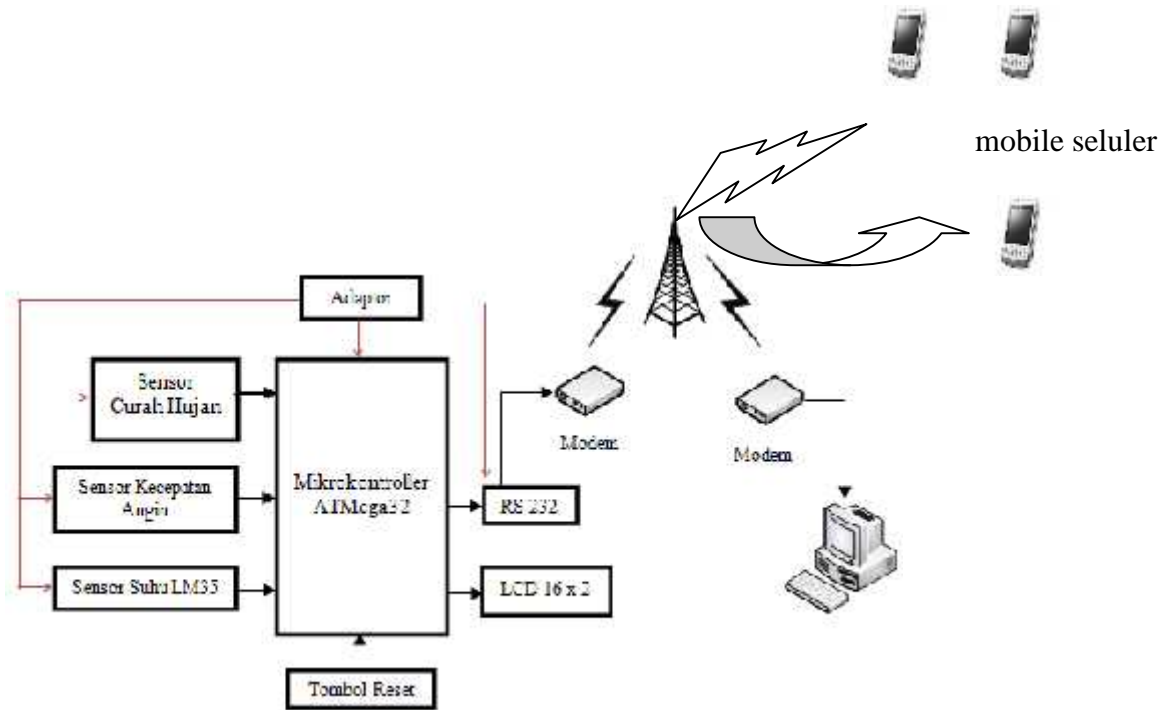 mobile seluler
Adaptor
Sensor
Curah Hujan
Modem
Modem
Sensor Kecepatan
Angin
Mikrokontroller
ATMega32
RS 232
Sensor Suhu LM35
LCD 16 x 2
Tombol Reset